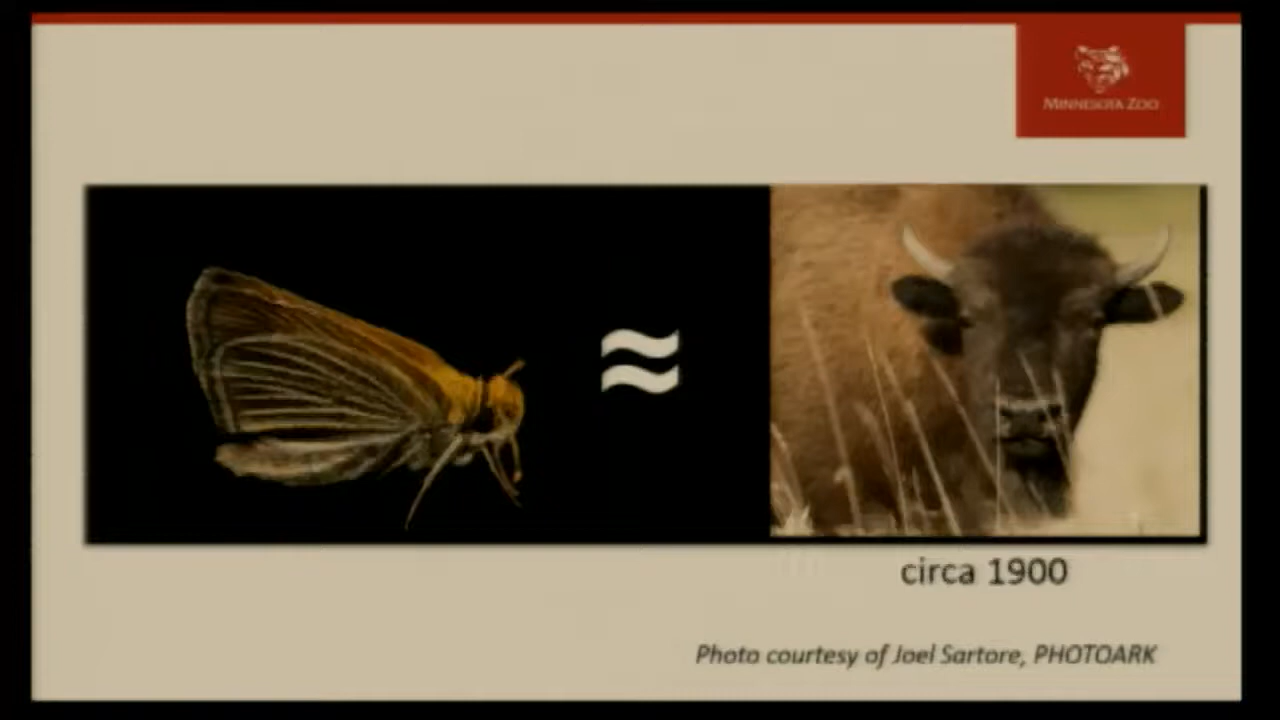 MINNESOTA ZOO
≈
circa 1900
Photo courtesy of Joel Sartore, PHOTOARK